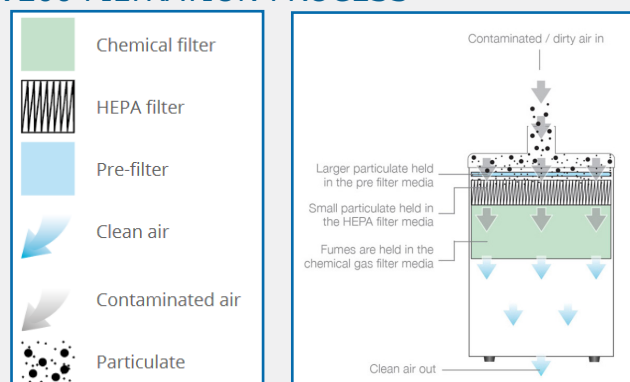 FILTRATION PROCESS
Chemical filter
HEPA filter
Pre-filter
Clean air
Contaminated air
Particulate
Contaminated / dirty air in
Larger particulate held
in the pre filter media
Small particulate held in
the HEPA filter media
Fumes are held in the
chemical gas filter media
Clean air out